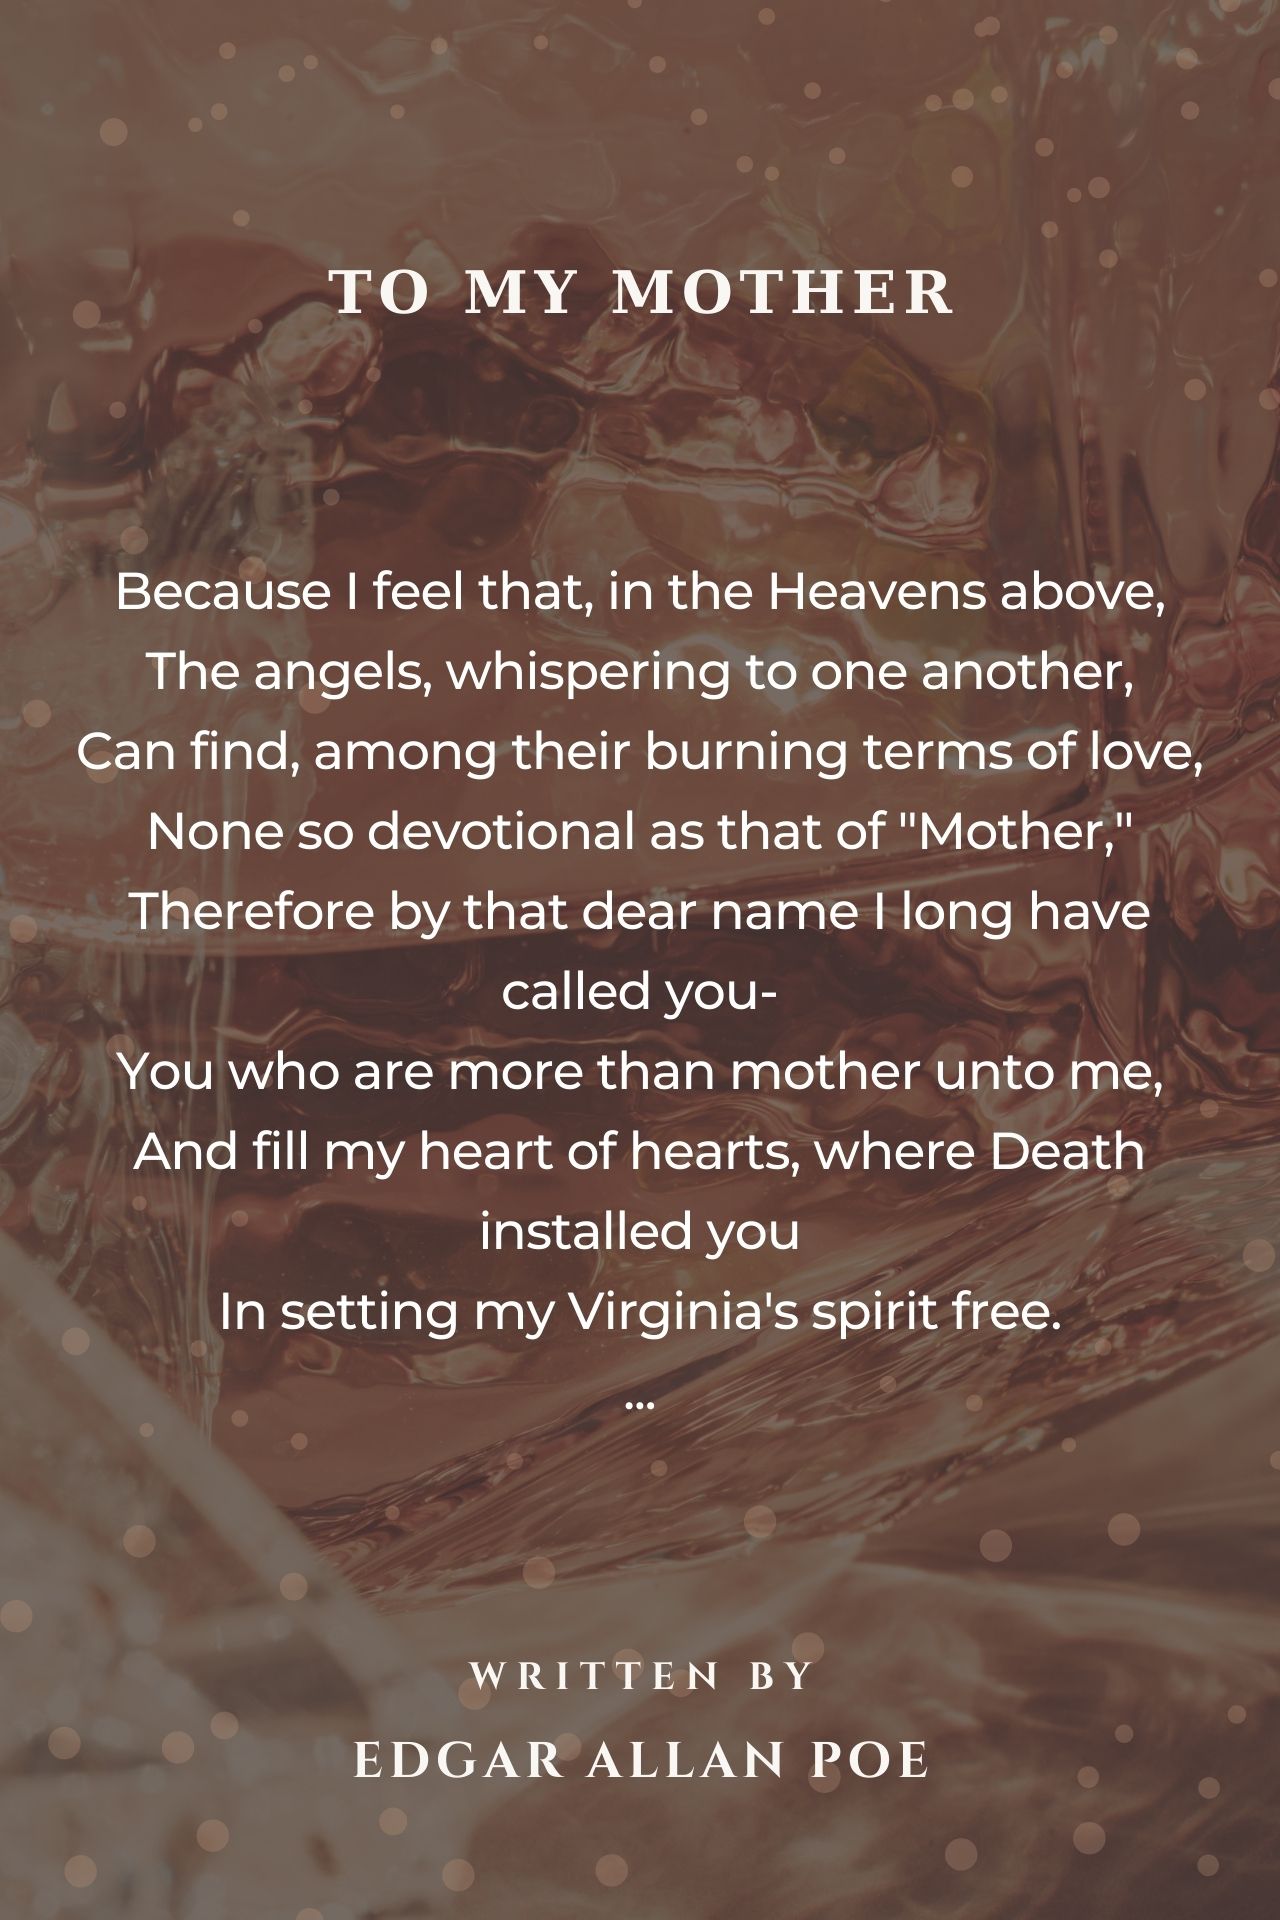 TO MY MOTHER
Because I feel that, in the Heavens above,
The angels, whispering to one another,
Can find, among their burning terms of love,
None so devotional as that of "Mother,"
Therefore by that dear name I long have
called you-
You who are more than mother unto me,
And fill my heart of hearts, where Death
installed you
In setting my Virginia's spirit free.
...
WRITTEN BY
EDGAR ALLAN POE